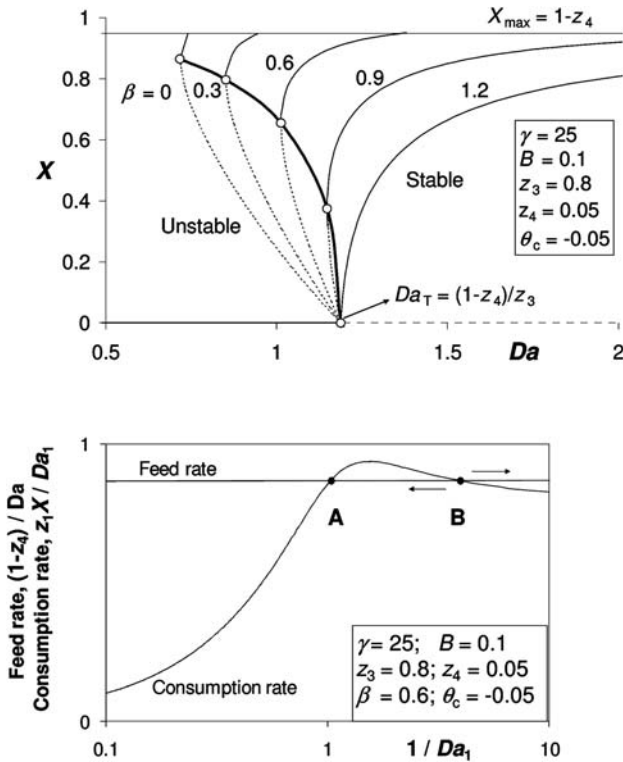 X_max = 1-z_4
1
0.8
0.6
0.4
0.2
0
X
β = 0
0.3
0.6
0.9
1.2
Unstable
Stable
γ = 25
B = 0.1
z_3 = 0.8
z_4 = 0.05
θ_c = -0.05
Da_T = (1-z_4)/z_3
0.5
1
1.5
2
Da
Feed rate, (1-z_4) / Da
Consumption rate, z_1X / Da_1
1
0
Feed rate
A
B
Consumption rate
γ = 25; B = 0.1
z_3 = 0.8; z_4 = 0.05
β = 0.6; θ_c = -0.05
0.1
1
10
1 / Da_1